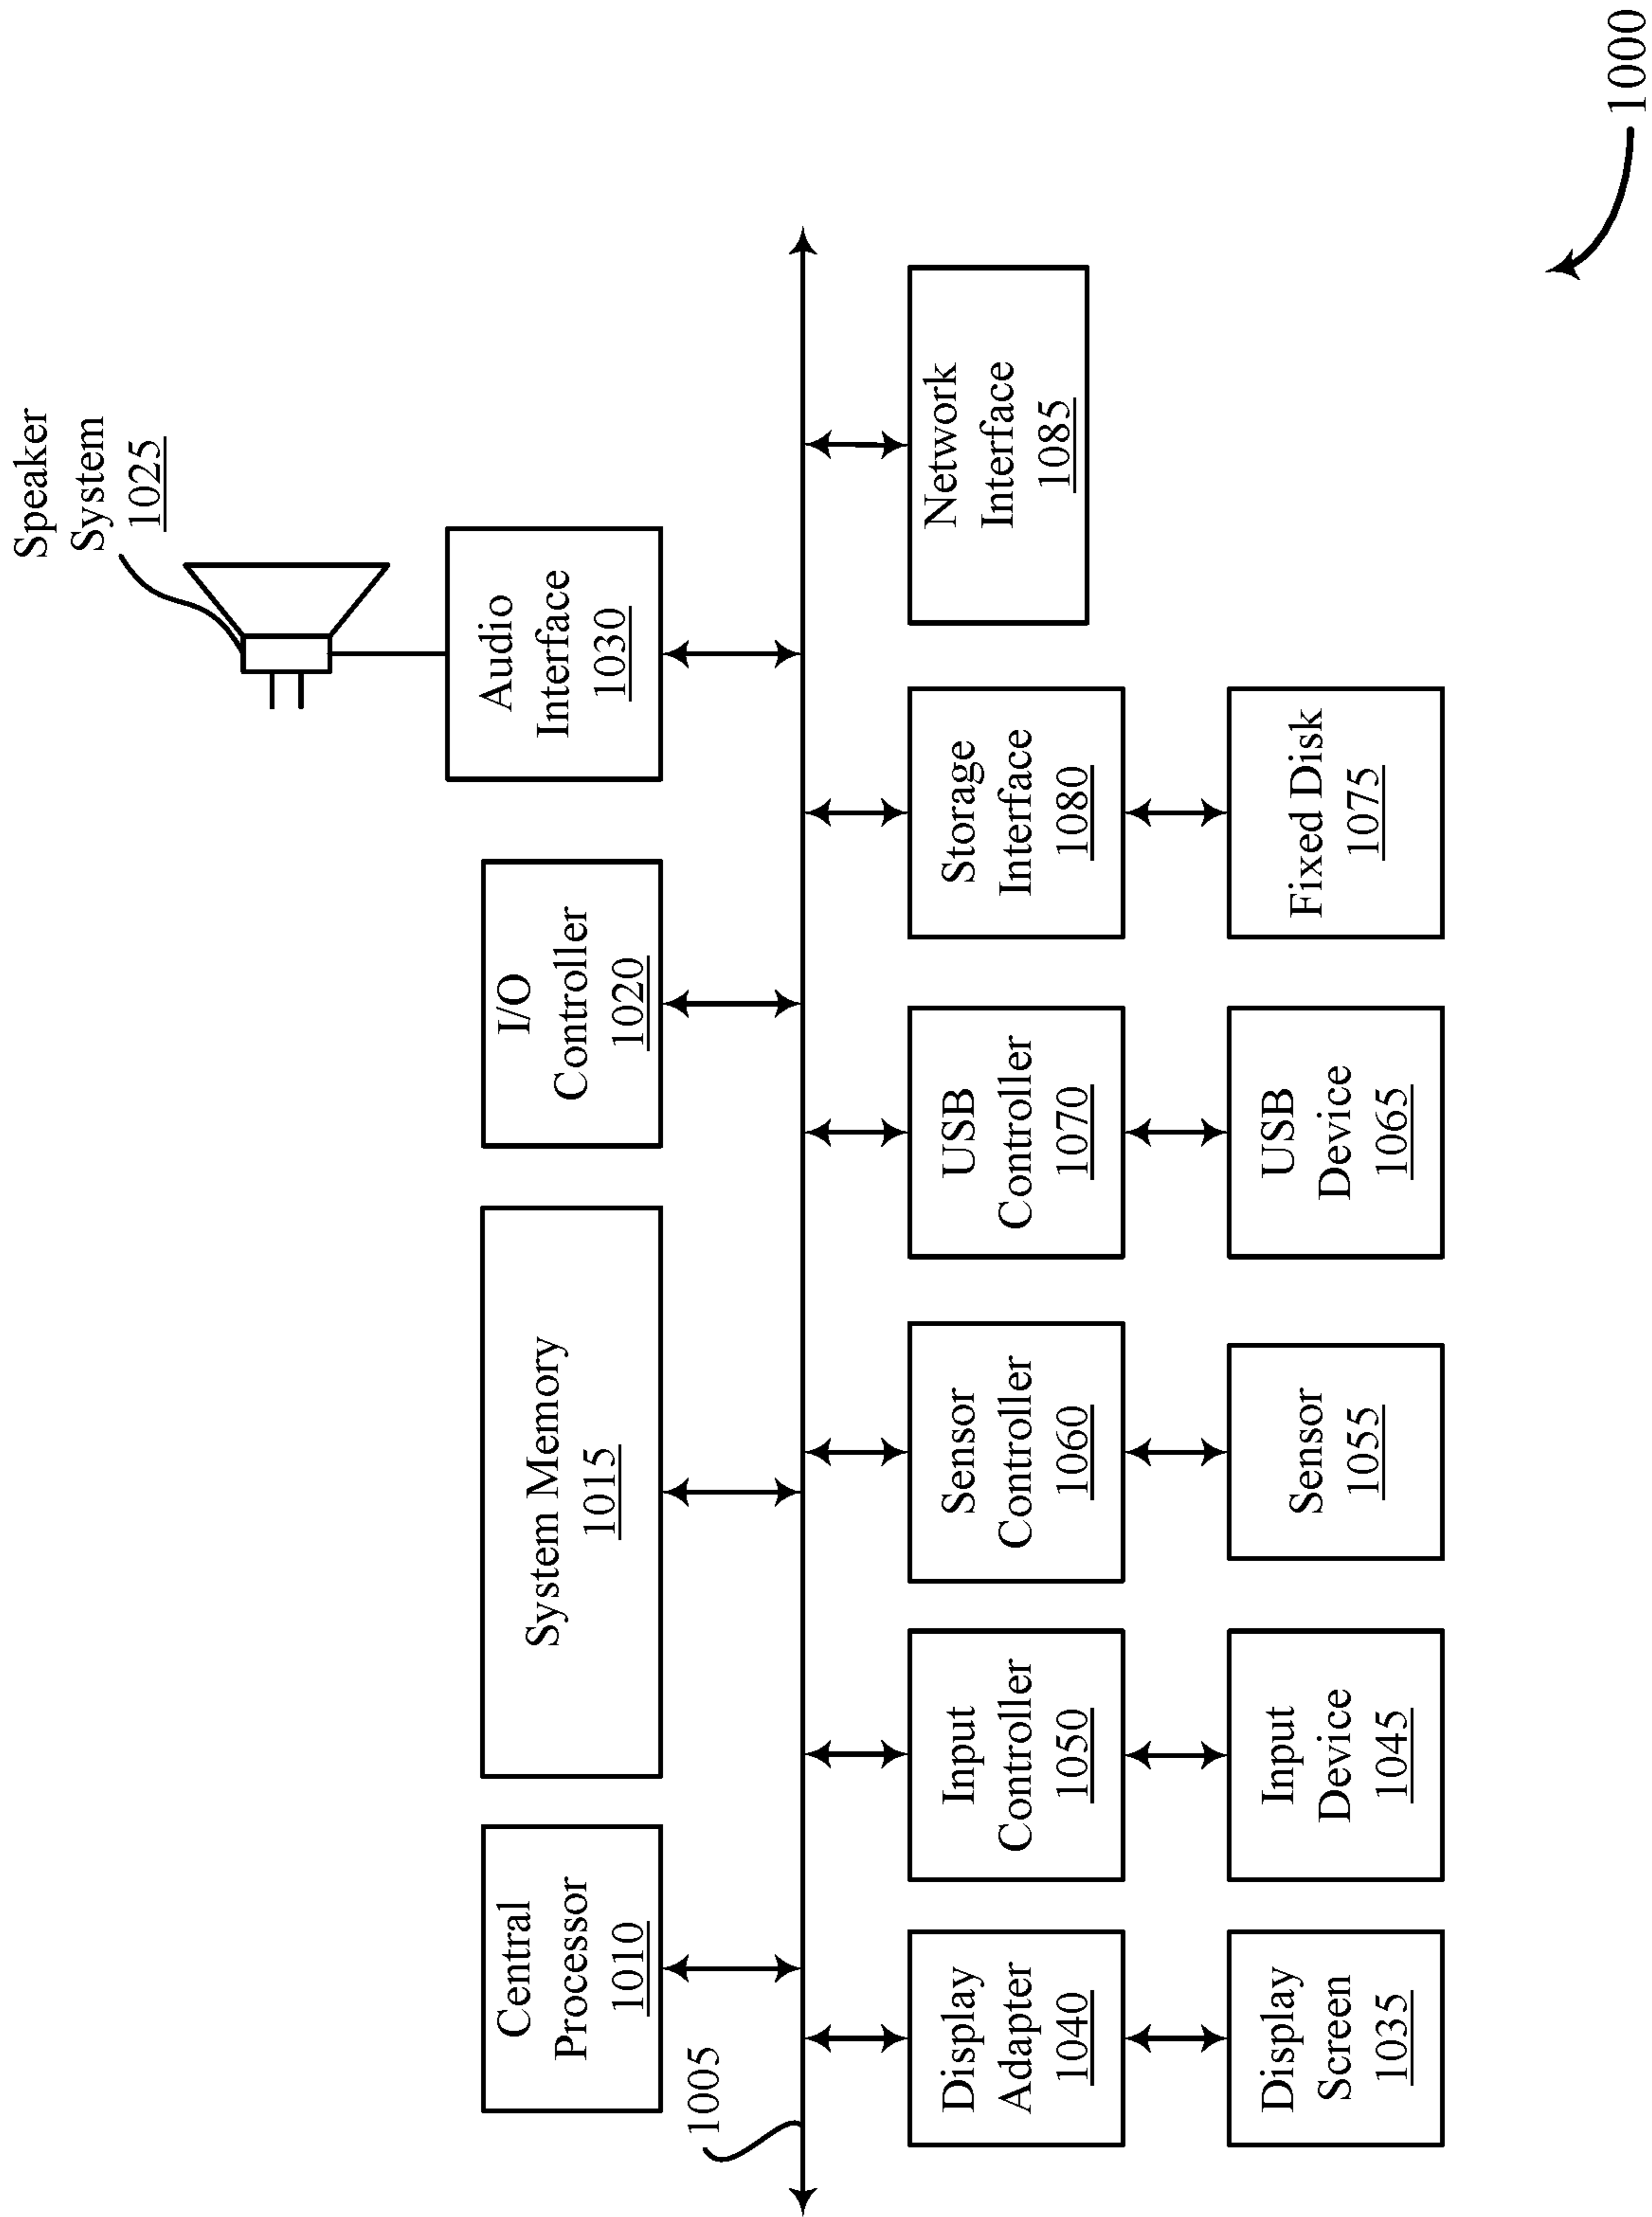 Speaker
System
1025
Central
Processor
1010
System Memory
1015
I/O
Controller
1020
Audio
Interface
1030
1005
Display
Adapter
1040
Input
Controller
1050
Sensor
Controller
1060
USB
Controller
1070
Storage
Interface
1080
Network
Interface
1085
Display
Screen
1035
Input
Device
1045
Sensor
1055
USB
Device
1065
Fixed Disk
1075
1000